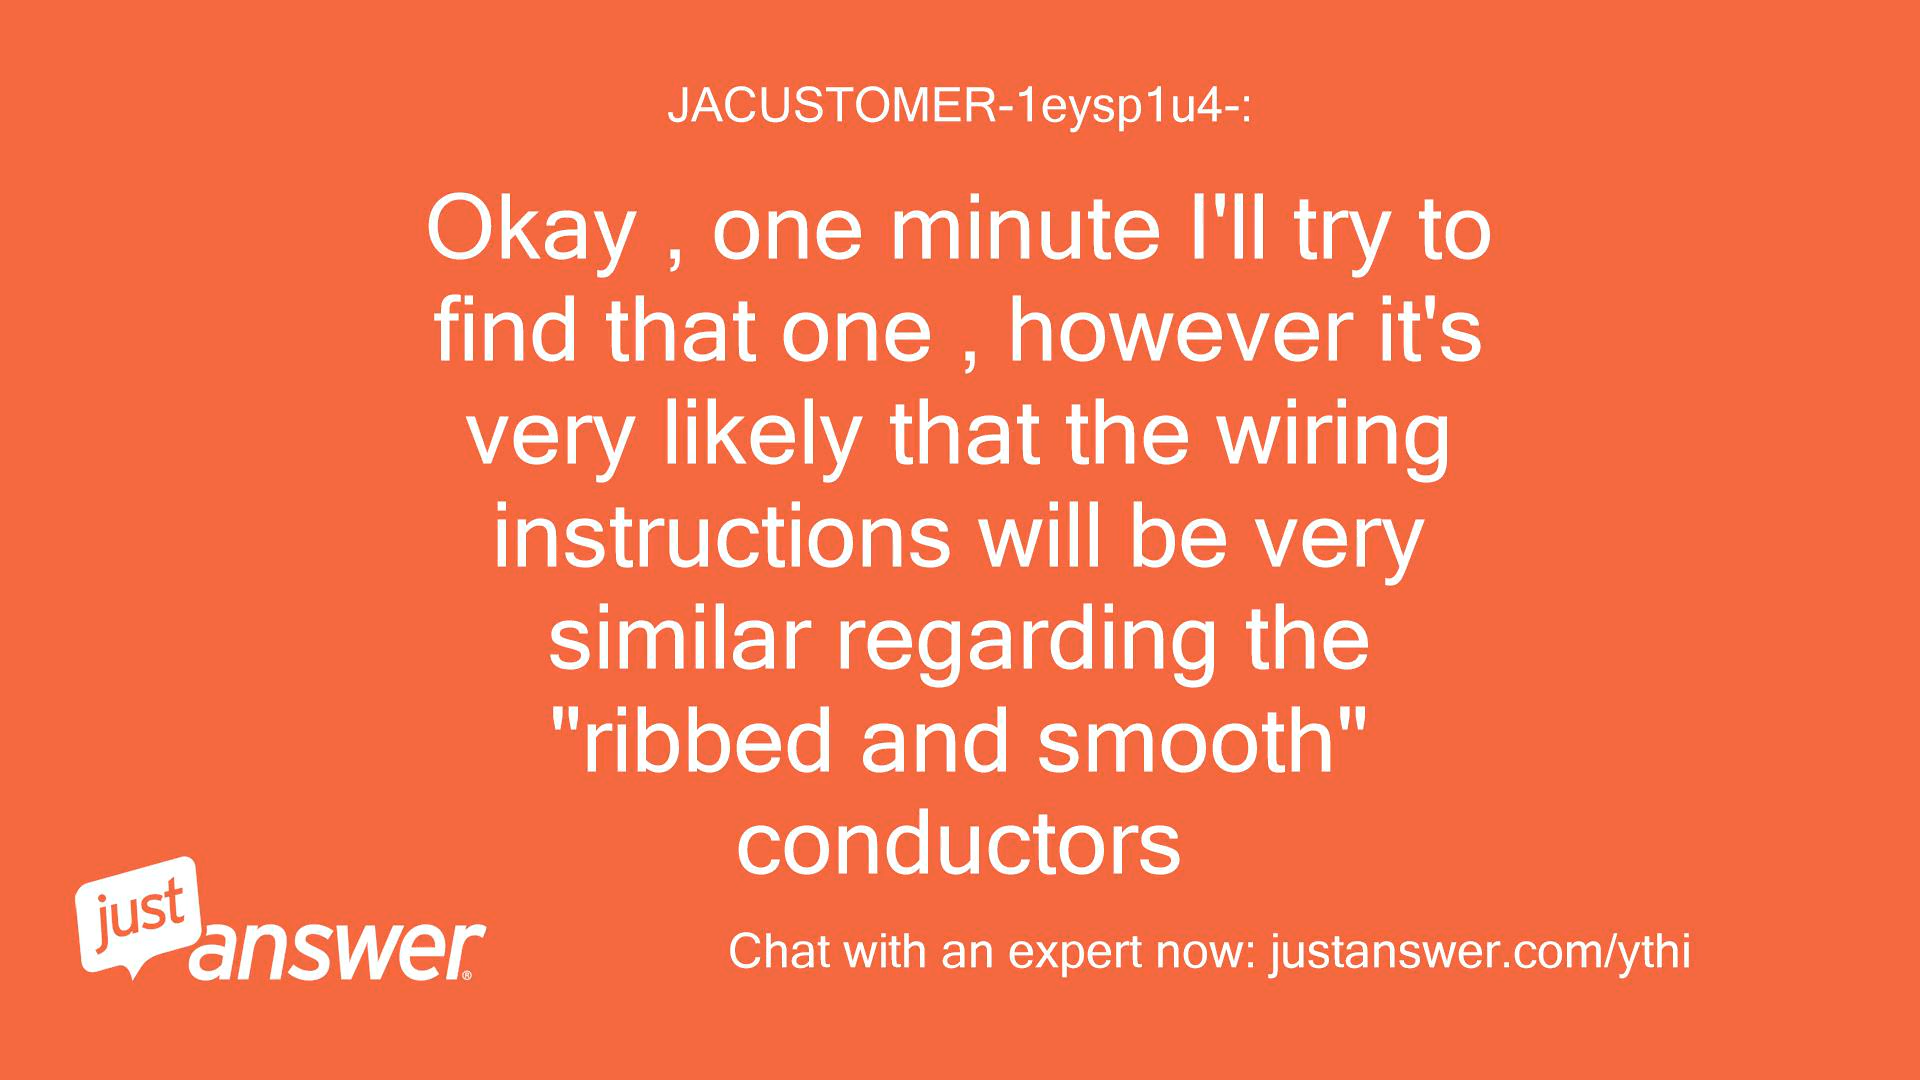 JACUSTOMER-1eysp1u4-:
Okay , one minute I'll try to
find that one , however it's
very likely that the wiring
instructions will be very
similar regarding the
"ribbed and smooth"
conductors
just
answer®
Chat with an expert now: justanswer.com/ythi